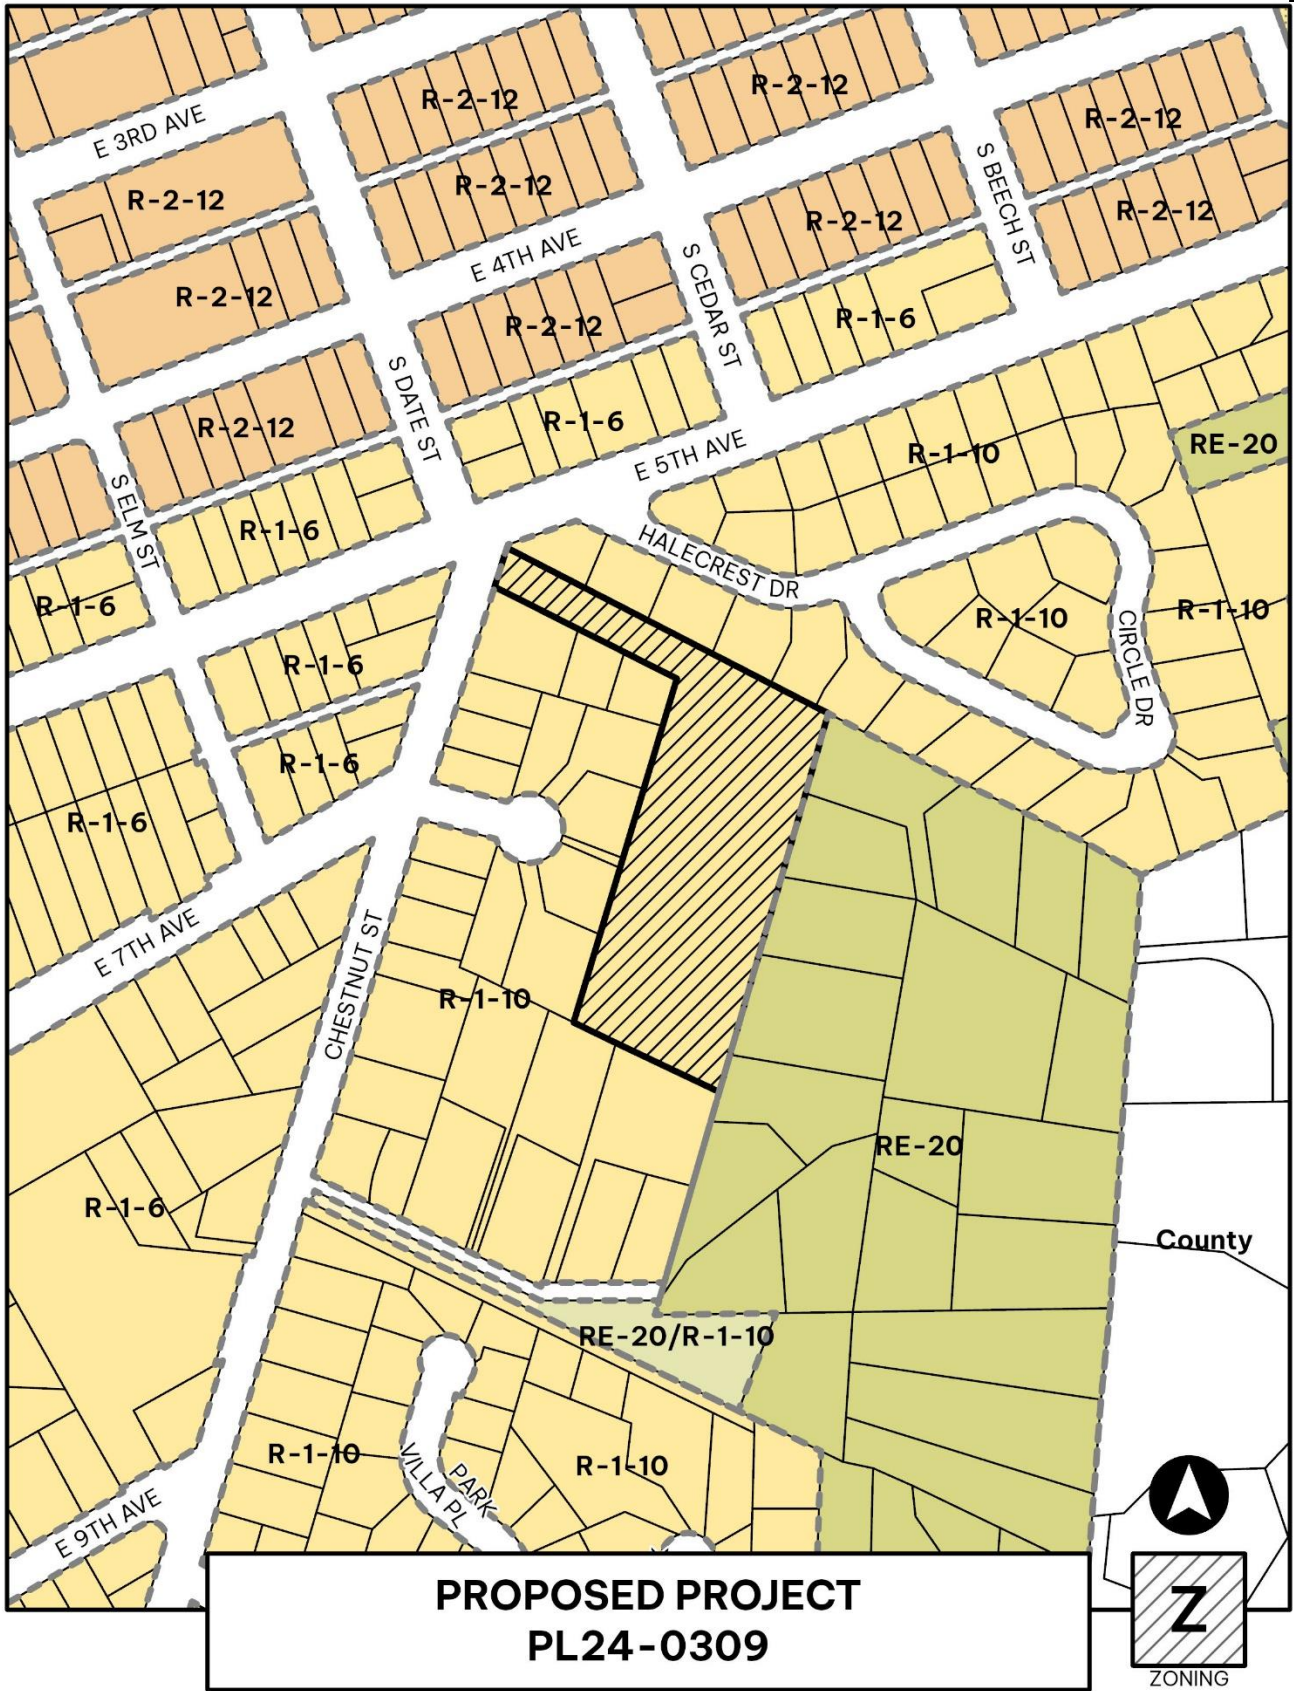 R-2-12
R-2-12
R-2-12
E 3RD AVE
R-2-12
R-2-12
S BEECH ST
R-2-12
R-2-12
E 4TH AVE
S CEDAR ST
R-2-12
R-2-12
R-1-6
S DATE ST
R-2-12
R-1-6
E 5TH AVE
R-1-10
RE-20
S ELM ST
R-1-6
HALECREST DR
R-1-6
R-1-10
R-1-10
CIRCLE DR
R-1-6
R-1-6
R-1-6
E 7TH AVE
CHESTNUT ST
R-1-10
RE-20
R-1-6
County
RE-20/R-1-10
R-1-10
R-1-10
PARK
VILLA PL
E 9TH AVE
PROPOSED PROJECT
PL24-0309
Z
ZONING